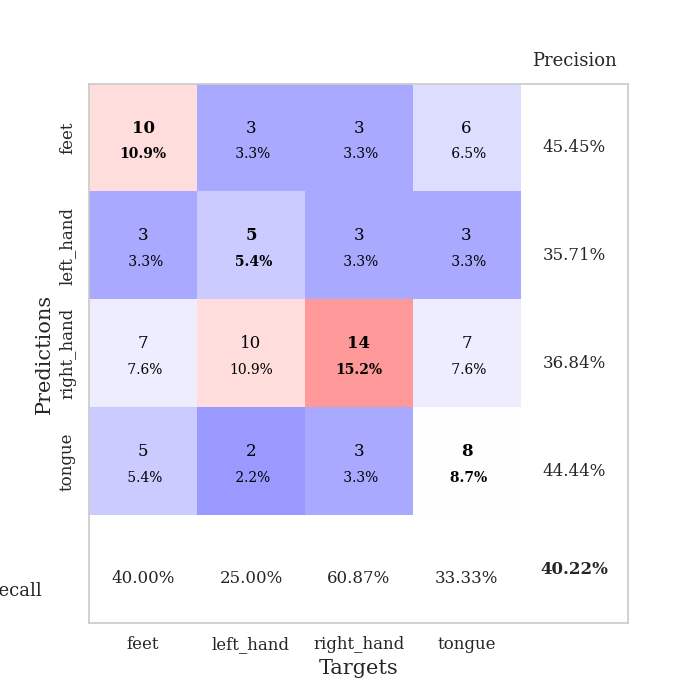 Precision
feet
10 3 3 6
10.9% 3.3% 3.3% 6.5%
45.45%
left_hand
3 5 3 3
3.3% 5.4% 3.3% 3.3%
35.71%
Predictions
right_hand
7 10 14 7
7.6% 10.9% 15.2% 7.6%
36.84%
tongue
5 2 3 8
5.4% 2.2% 3.3% 8.7%
44.44%
ecall
40.00% 25.00% 60.87% 33.33% 40.22%
feet left_hand right_hand tongue
Targets